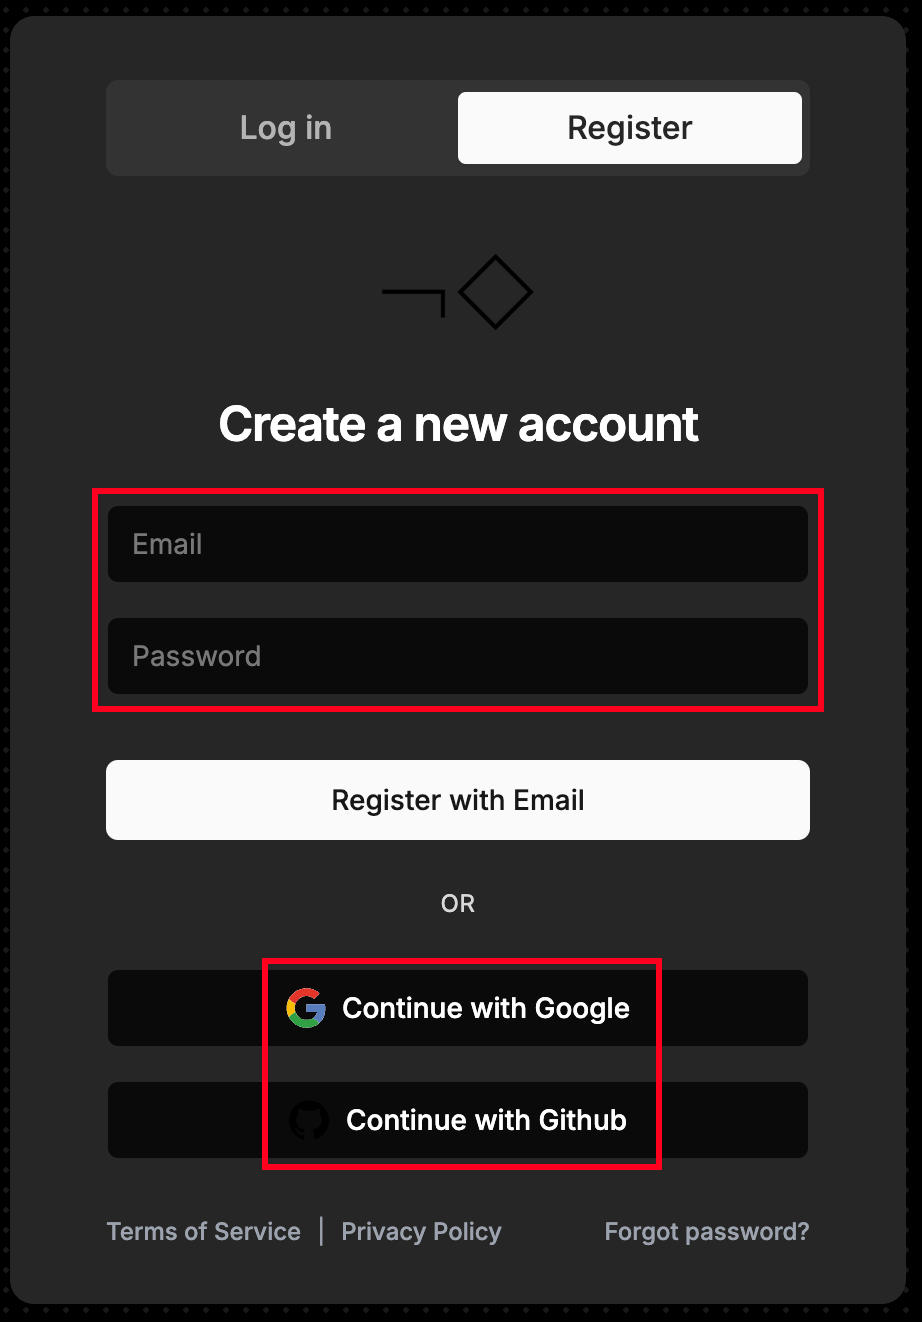 Log in
Register
Create a new account
Email
Password
Register with Email
OR
Continue with Google
Continue with Github
Terms of Service | Privacy Policy
Forgot password?